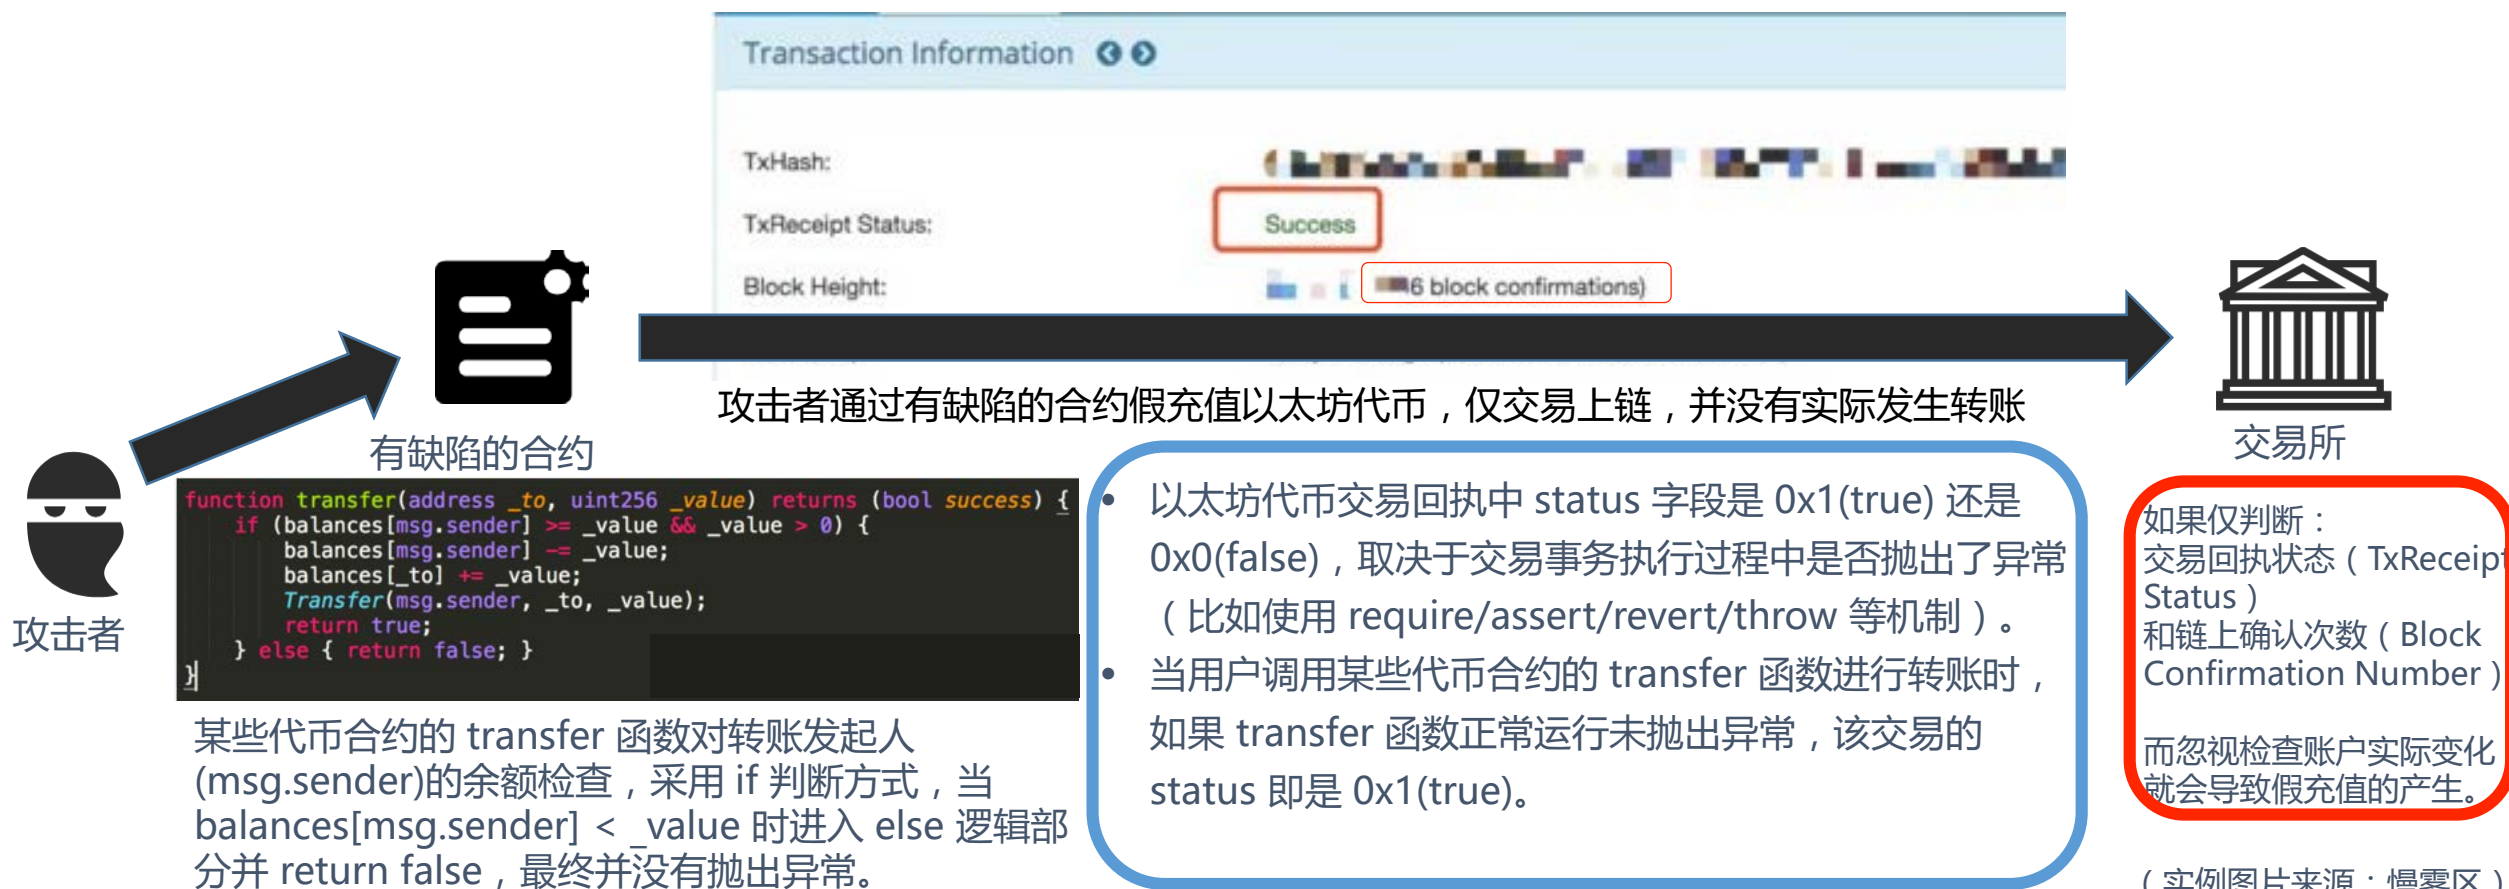 Transaction Information
TxHash:
TxReceipt Status:
Success
Block Height:
6 block confirmations)
攻击者通过有缺陷的合约假充值以太坊代币，仅交易上链，并没有实际发生转账
有缺陷的合约
交易所
攻击者
function transfer(address _to, uint256 _value) returns (bool success) {
if (balances[msg.sender] >= _value && _value > 0) {
balances[msg.sender] -= _value;
balances[_to] += _value;
Transfer(msg.sender, _to, _value);
return true;
} else { return false; }
}
某些代币合约的 transfer 函数对转账发起人
(msg.sender)的余额检查，采用 if 判断方式，当
balances[msg.sender] < _value 时进入 else 逻辑部
分并 return false，最终并没有抛出异常。
• 以太坊代币交易回执中 status 字段是 0x1(true) 还是
0x0(false)，取决于交易事务执行过程中是否抛出了异常
（比如使用 require/assert/revert/throw 等机制）。
• 当用户调用某些代币合约的 transfer 函数进行转账时，
如果 transfer 函数正常运行未抛出异常，该交易的
status 即是 0x1(true)。
如果仅判断：
交易回执状态（TxReceipt
Status）
和链上确认次数（Block
Confirmation Number）
而忽视检查账户实际变化
就会导致假充值的产生。
（实例图片来源：慢雾区）